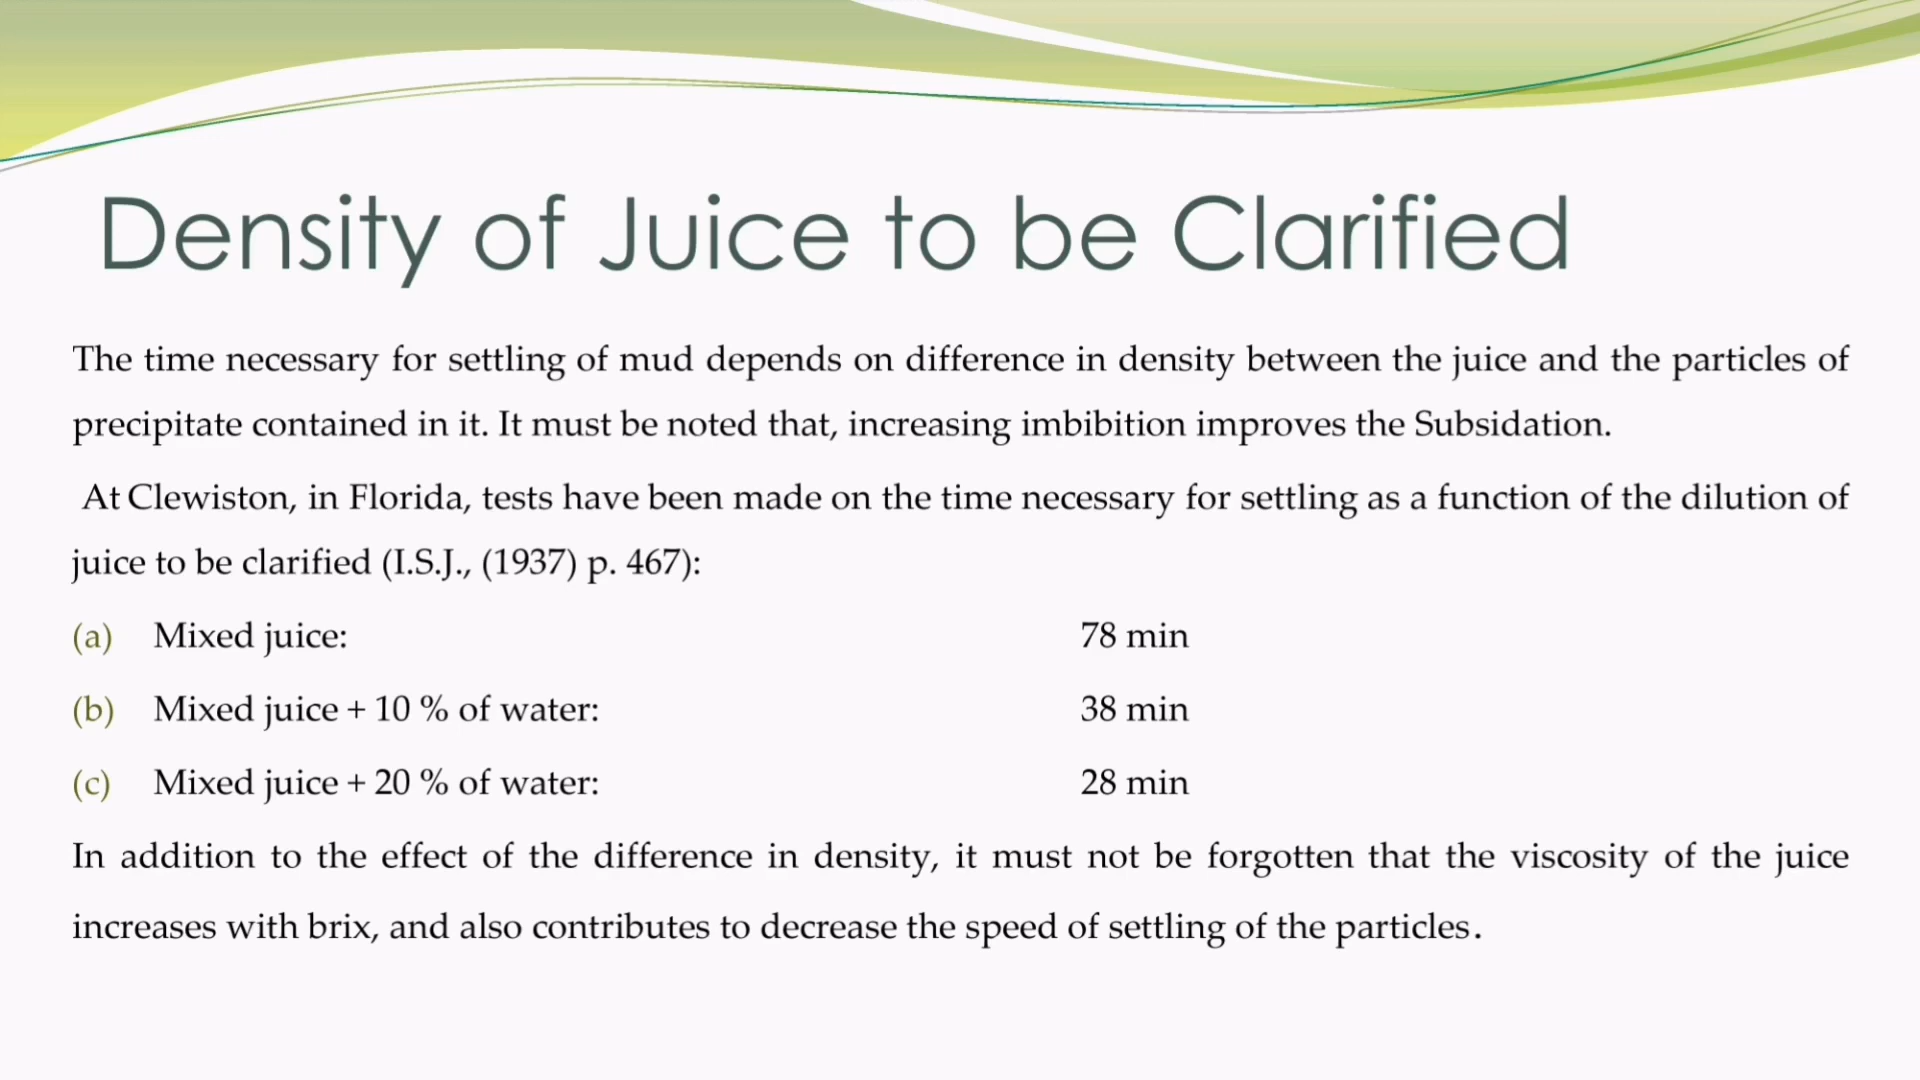 Density of Juice to be Clarified
The time necessary for settling of mud depends on difference in density between the juice and the particles of
precipitate contained in it. It must be noted that, increasing imbibition improves the Subsidation.
At Clewiston, in Florida, tests have been made on the time necessary for settling as a function of the dilution of
juice to be clarified (I.S.J., (1937) p. 467):
(a) Mixed juice: 78 min
(b) Mixed juice + 10 % of water: 38 min
(c) Mixed juice + 20 % of water: 28 min
In addition to the effect of the difference in density, it must not be forgotten that the viscosity of the juice
increases with brix, and also contributes to decrease the speed of settling of the particles.